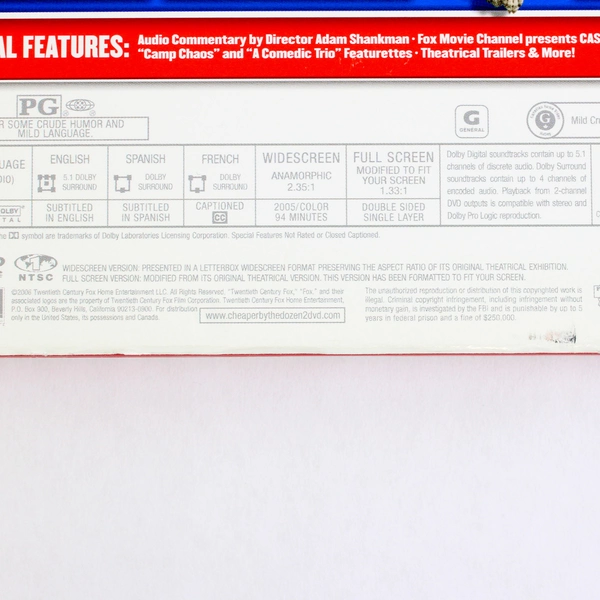 AL FEATURES: Audio Commentary by Director Adam Shankman · Fox Movie Channel presents CAS
"Camp Chaos" and "A Comedic Trio" Featurettes · Theatrical Trailers & More!
PG
R SOME CRUDE HUMOR AND
MILD LANGUAGE.
G
GENERAL
G
Mild Cru
UAGE
DIO)
ENGLISH
5.1 DOLBY
SURROUND
SPANISH
DOLBY
SURROUND
FRENCH
DOLBY
SURROUND
WIDESCREEN
ANAMORPHIC
2.35:1
FULL SCREEN
MODIFIED TO FIT
YOUR SCREEN
1.33:1
Dolby Digital soundtracks contain up to 5.1
channels of discrete audio. Dolby Surround
soundtracks contain up to 4 channels of
encoded audio. Playback from 2-channel
DVD outputs is compatible with stereo and
Dolby Pro Logic reproduction.
OLBY
ITAL
SUBTITLED
IN ENGLISH
SUBTITLED
IN SPANISH
CAPTIONED
CC
2005/COLOR
94 MINUTES
DOUBLE SIDED
SINGLE LAYER
he DD symbol are trademarks of Dolby Laboratories Licensing Corporation. Special Features Not Rated or Closed Captioned.
NTSC
WIDESCREEN VERSION: PRESENTED IN A LETTERBOX WIDESCREEN FORMAT PRESERVING THE ASPECT RATIO OF ITS ORIGINAL THEATRICAL EXHIBITION.
FULL SCREEN VERSION: MODIFIED FROM ITS ORIGINAL THEATRICAL VERSION. THIS VERSION HAS BEEN FORMATTED TO FIT YOUR SCREEN.
©2006 Twentieth Century Fox Home Entertainment LLC. All Rights Reserved. "Twentieth Century Fox," "Fox," and their
associated logos are the property of Twentieth Century Fox Film Corporation. Twentieth Century Fox Home Entertainment,
P.O. Box 900, Beverly Hills, California 90213-0900. For distribution
only in the United States, its possessions and Canada.
www.cheaperbythedozen2dvd.com
The unauthorized reproduction or distribution of this copyrighted work is
illegal. Criminal copyright infringement, including infringement without
monetary gain, is investigated by the FBI and is punishable by up to 5
years in federal prison and a fine of $250,000.